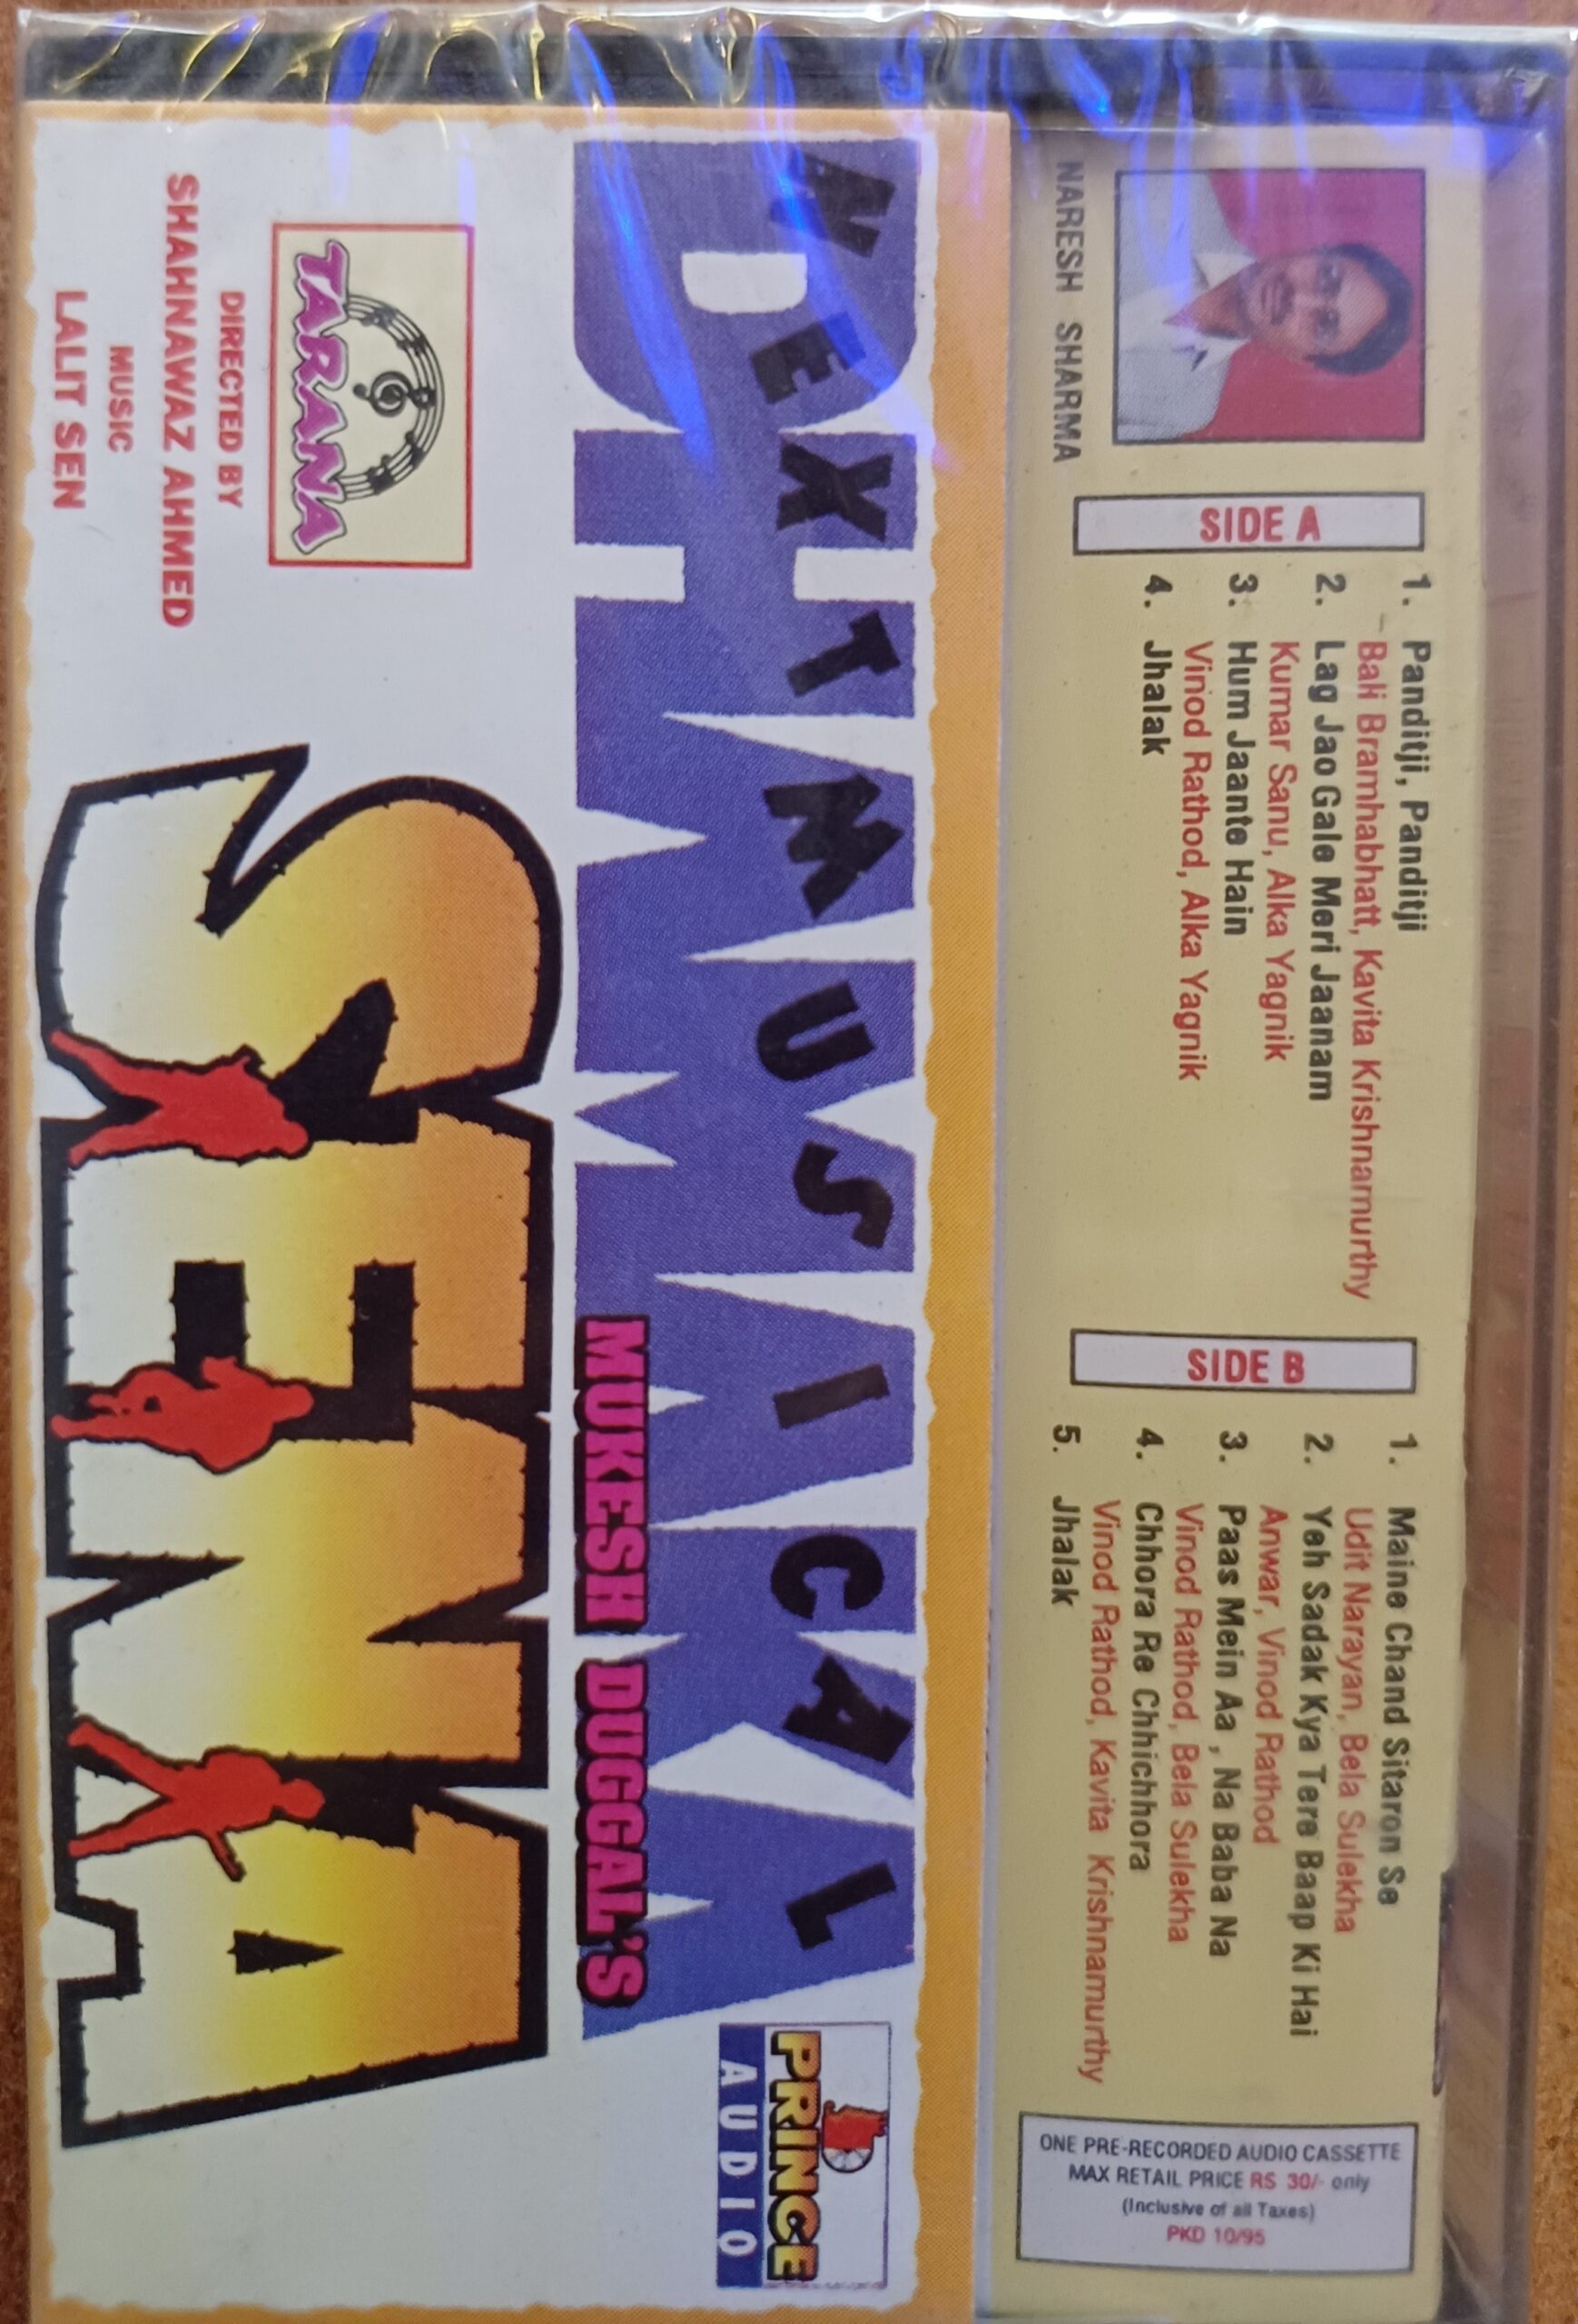 NARESH SHARMA
SIDE A
1. Panditji, Panditji
Bali Bramhabhatt, Kavita Krishnamurthy
2. Lag Jao Gale Meri Jaanam
Kumar Sanu, Alka Yagnik
3. Hum Jaante Hain
Vinod Rathod, Alka Yagnik
4. Jhalak
SIDE B
1. Maine Chand Sitaron Se
Udit Narayan, Bela Sulekha
2. Yeh Sadak Kya Tere Baap Ki Hai
Anwar, Vinod Rathod
3. Paas Mein Aa , Na Baba Na
Vinod Rathod, Bela Sulekha
4. Chhora Re Chhichhora
Vinod Rathod, Kavita Krishnamurthy
5. Jhalak
ONE PRE-RECORDED AUDIO CASSETTE
MAX RETAIL PRICE RS 30/- only
(Inclusive of all Taxes)
PKD 10/95
NEXT MUSICAL
DHAMAKA
PRINCE
AUDIO
MUKESH DUGGAL'S
SENA
TARANA
DIRECTED BY
SHAHNAWAZ AHMED
MUSIC
LALIT SEN